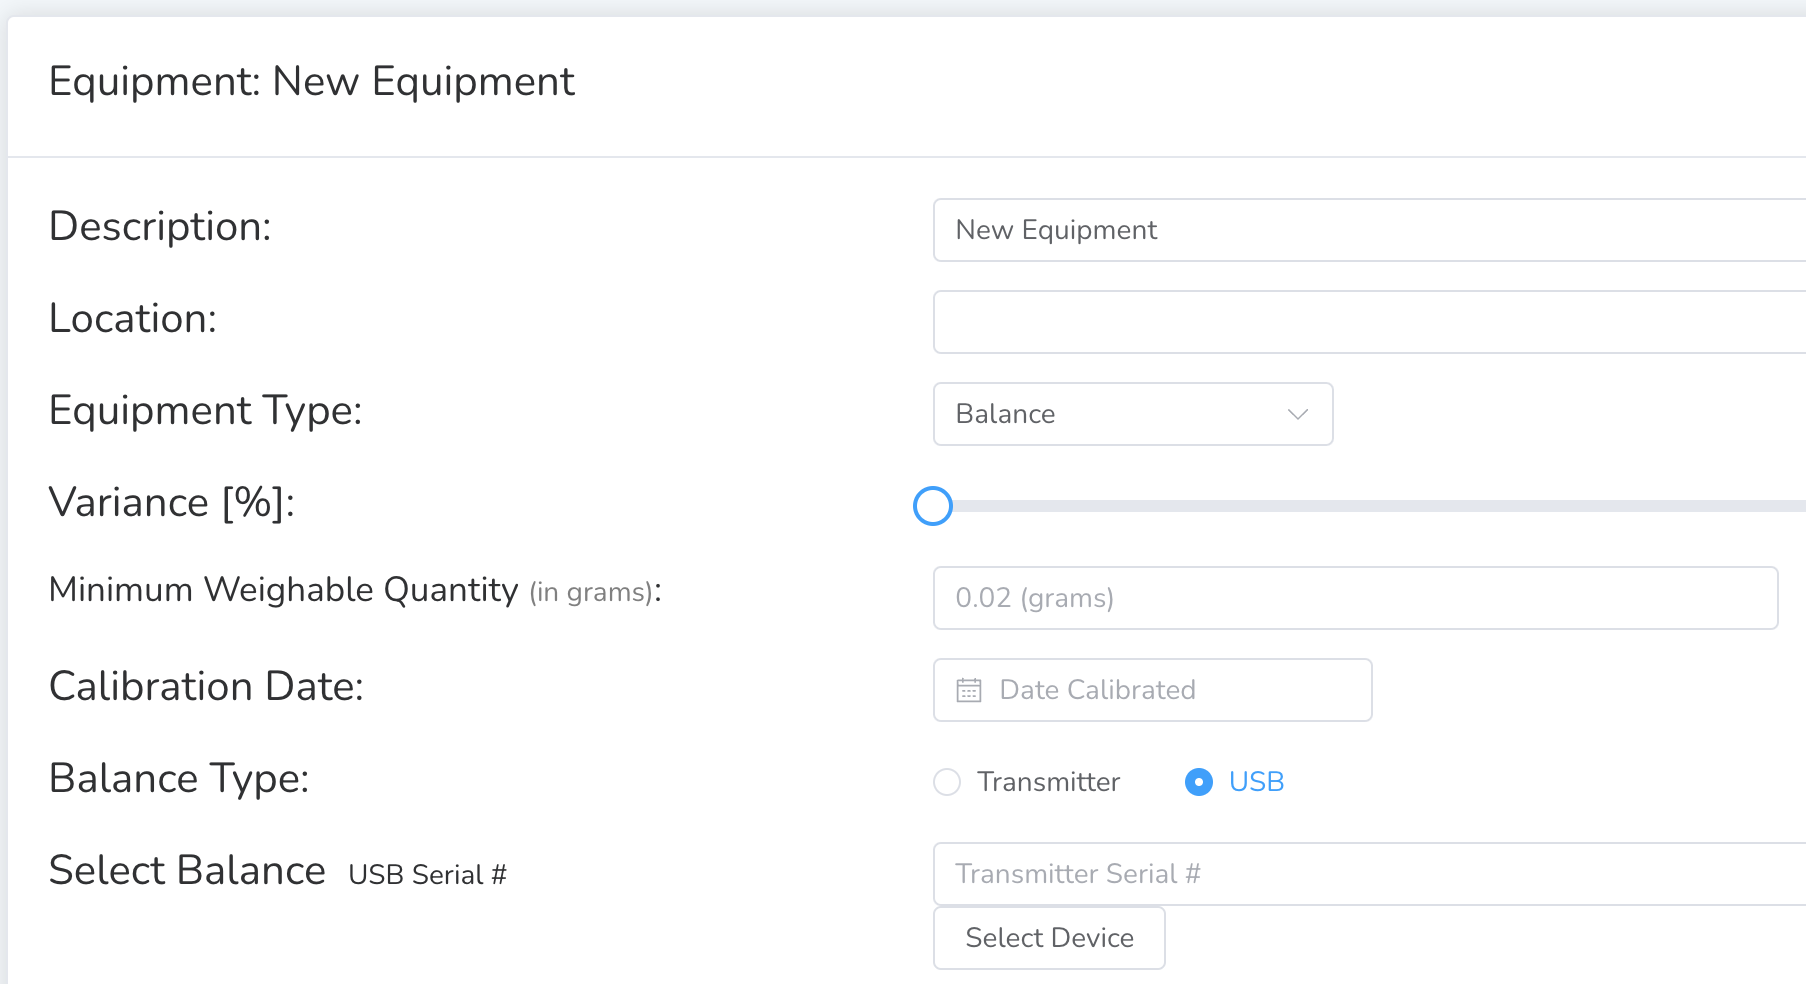 Equipment: New Equipment
Description:
New Equipment
Location:
Equipment Type:
Balance
Variance [%]:
Minimum Weighable Quantity (in grams):
0.02 (grams)
Calibration Date:
Date Calibrated
Balance Type:
Transmitter
USB
Select Balance USB Serial #
Transmitter Serial #
Select Device